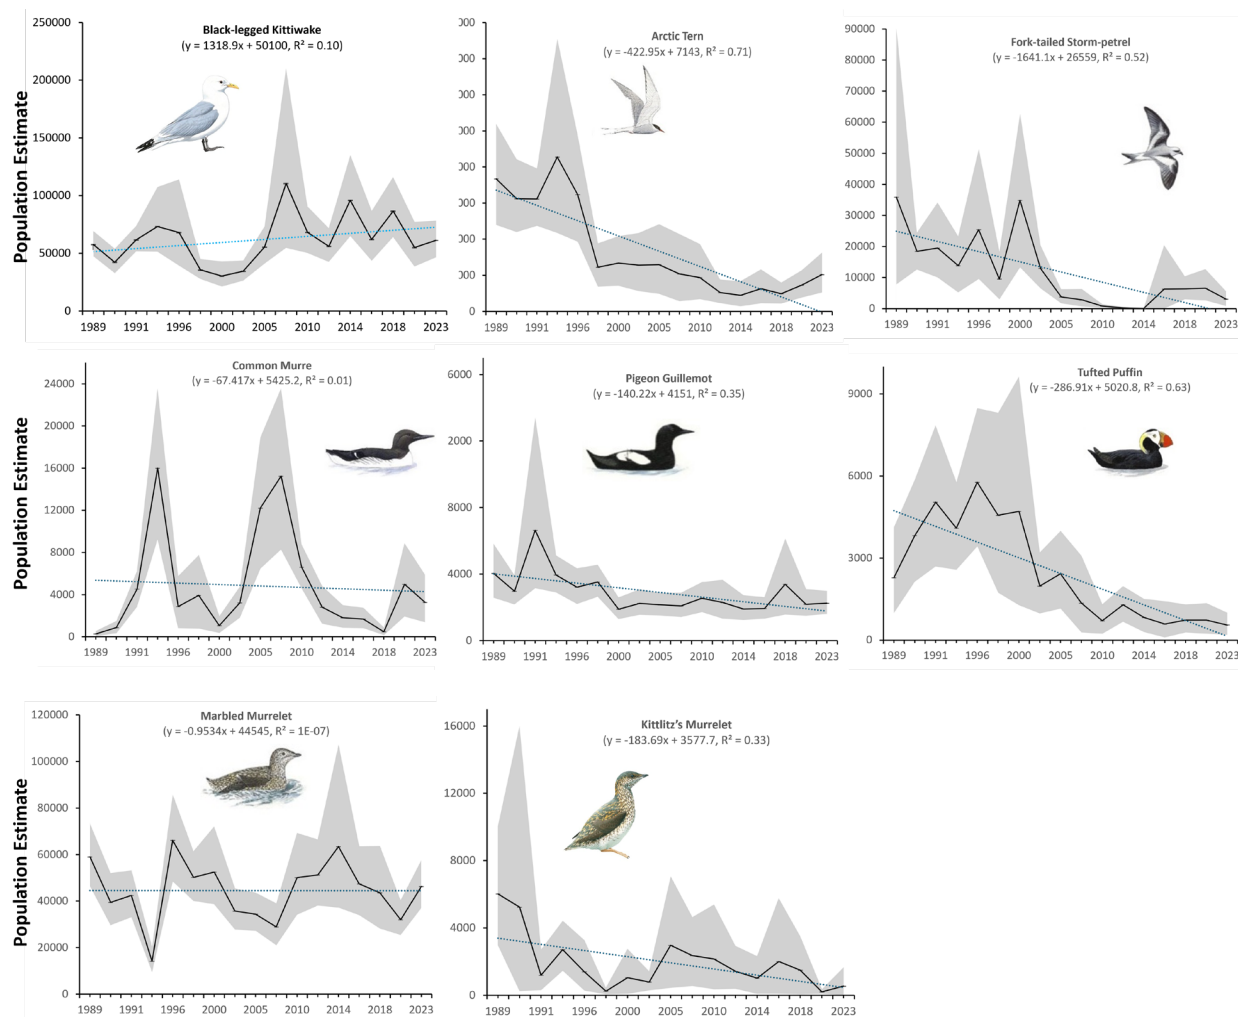 Black-legged Kittiwake
(y = 1318.9x + 50100, R² = 0.10)
Population Estimate
250000
200000
150000
100000
50000
0
1989 1991 1996 2000 2005 2010 2014 2018 2023
Arctic Tern
(y = -422.95x + 7143, R² = 0.71)
000
000
000
000
000
000
000
000
0
1989 1991 1996 2000 2005 2010 2014 2018 2023
Fork-tailed Storm-petrel
(y = -1641.1x + 26559, R² = 0.52)
90000
80000
70000
60000
50000
40000
30000
20000
10000
0
1989 1991 1996 2000 2005 2010 2014 2018 2023
Common Murre
(y = -67.417x + 5425.2, R² = 0.01)
Population Estimate
24000
20000
16000
12000
8000
4000
0
1989 1991 1996 2000 2005 2010 2014 2018 2023
Pigeon Guillemot
(y = -140.22x + 4151, R² = 0.35)
6000
2000
8000
4000
0
1989 1991 1996 2000 2005 2010 2014 2018 2023
Tufted Puffin
(y = -286.91x + 5020.8, R² = 0.63)
9000
6000
3000
0
1989 1991 1996 2000 2005 2010 2014 2018 2023
Marbled Murrelet
(y = -0.9534x + 44545, R² = 1E-07)
Population Estimate
120000
100000
80000
60000
40000
20000
0
1989 1991 1996 2000 2005 2010 2014 2018 2023
Kittlitz's Murrelet
(y = -183.69x + 3577.7, R² = 0.33)
16000
12000
8000
4000
0
1989 1991 1996 2000 2005 2010 2014 2018 2023